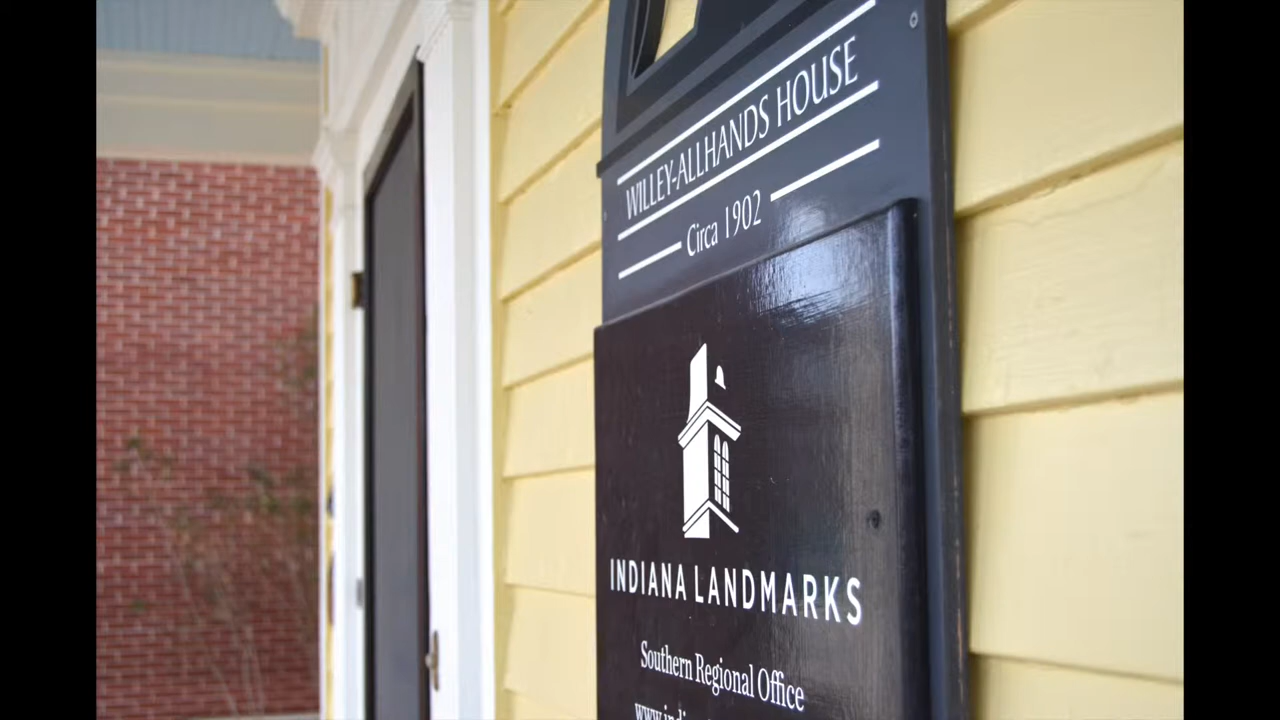 WILLEY-ALLHANDS HOUSE
Circa 1902
INDIANA LANDMARKS
Southern Regional Office